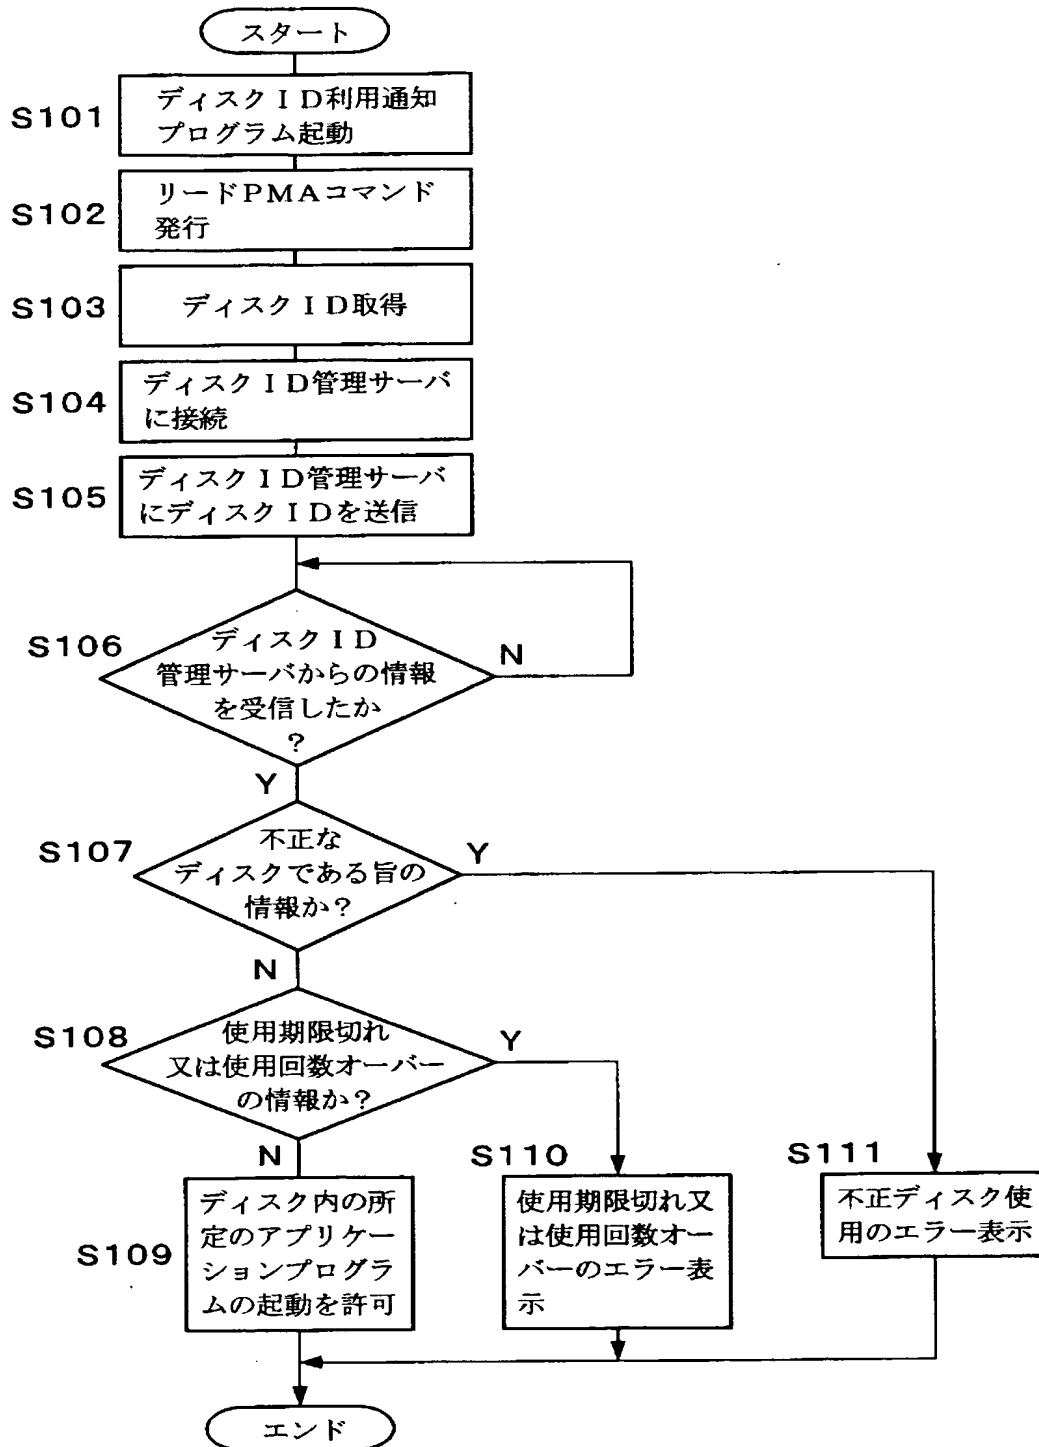 スタート
S101
ディスクＩＤ利用通知
プログラム起動
S102
リードＰＭＡコマンド
発行
S103
ディスクＩＤ取得
S104
ディスクＩＤ管理サーバ
に接続
S105
ディスクＩＤ管理サーバ
にディスクＩＤを送信
S106
ディスクＩＤ
管理サーバからの情報
を受信したか
？
N
Y
S107
不正な
ディスクである旨の
情報か？
Y
N
S108
使用期限切れ
又は使用回数オーバー
の情報か？
Y
N
S109
ディスク内の所
定のアプリケー
ションプログラ
ムの起動を許可
S110
使用期限切れ又
は使用回数オー
バーのエラー表
示
S111
不正ディスク使
用のエラー表示
エンド